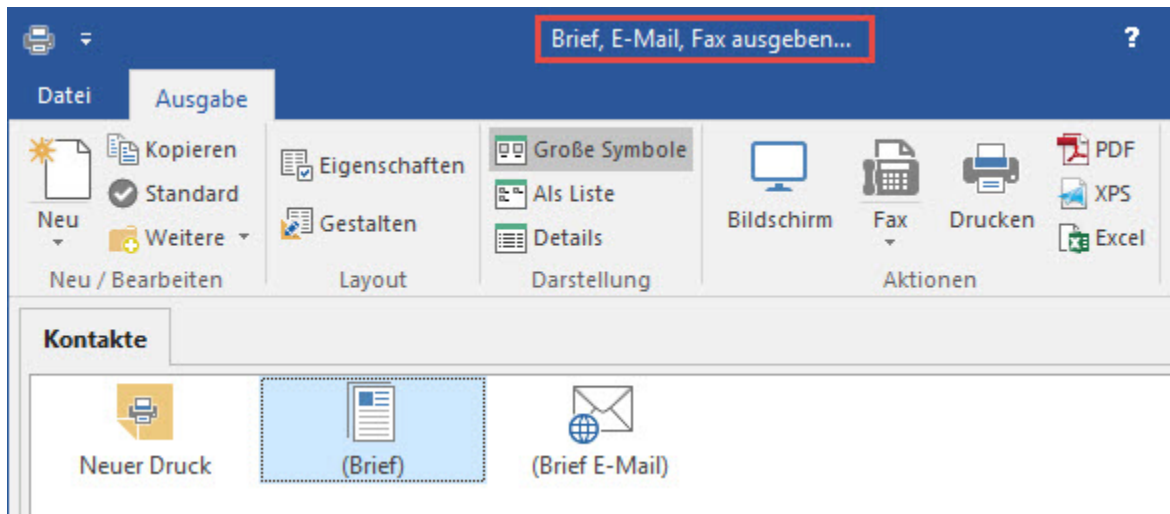 Brief, E-Mail, Fax ausgeben...
?
Datei
Ausgabe
Neu
Kopieren
Standard
Weitere
Neu / Bearbeiten
Eigenschaften
Gestalten
Layout
Große Symbole
Als Liste
Details
Darstellung
Bildschirm
Fax
Drucken
PDF
XPS
Excel
Aktionen
Kontakte
Neuer Druck
(Brief)
(Brief E-Mail)